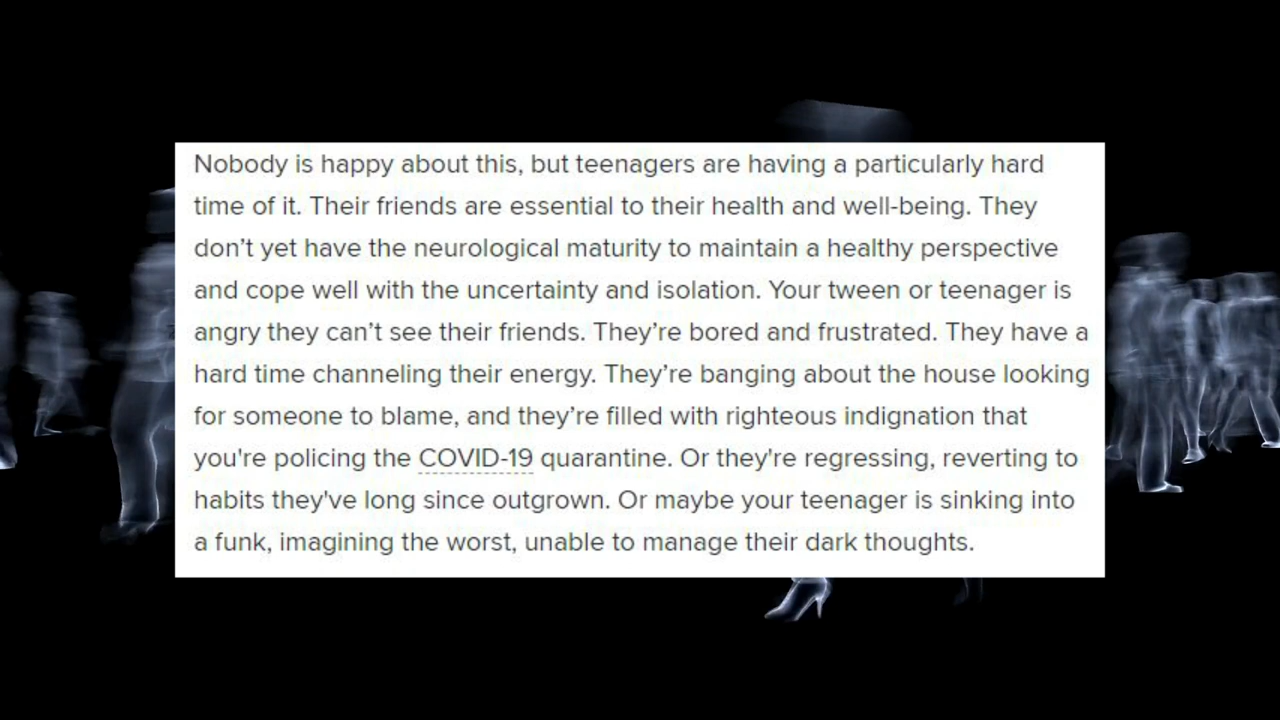 Nobody is happy about this, but teenagers are having a particularly hard
time of it. Their friends are essential to their health and well-being. They
don’t yet have the neurological maturity to maintain a healthy perspective
and cope well with the uncertainty and isolation. Your tween or teenager is
angry they can’t see their friends. They’re bored and frustrated. They have a
hard time channeling their energy. They’re banging about the house looking
for someone to blame, and they’re filled with righteous indignation that
you're policing the COVID-19 quarantine. Or they're regressing, reverting to
habits they've long since outgrown. Or maybe your teenager is sinking into
a funk, imagining the worst, unable to manage their dark thoughts.